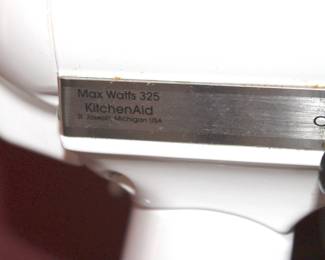 Max Watts 325
KitchenAid
St. Joseph, Michigan USA